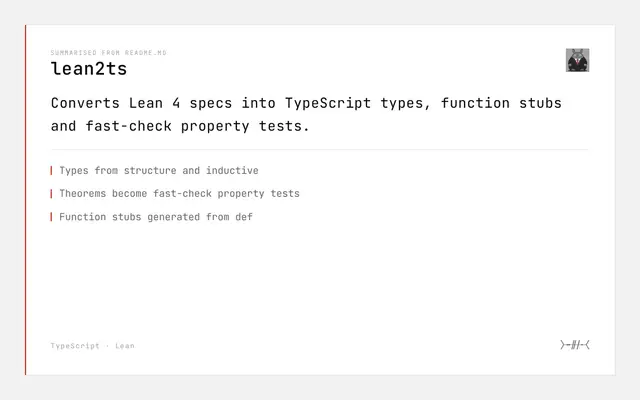 SUMMARISED FROM README.MD
lean2ts
Converts Lean 4 specs into TypeScript types, function stubs
and fast-check property tests.
Types from structure and inductive
Theorems become fast-check property tests
Function stubs generated from def
TypeScript · Lean